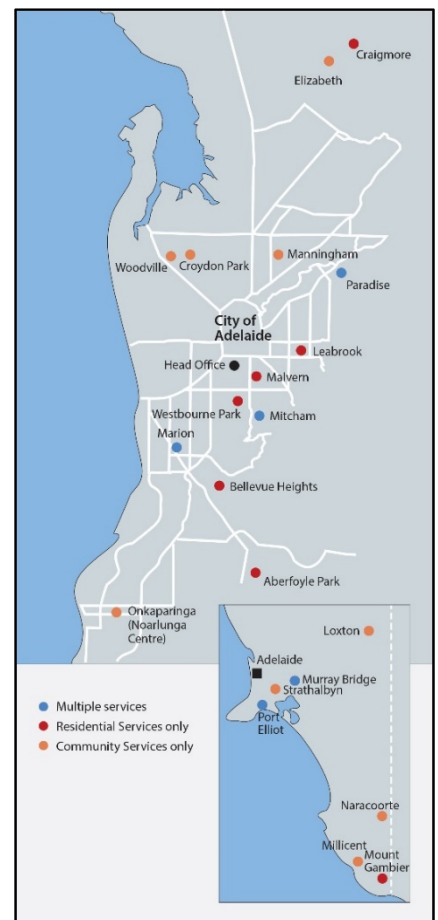 Craigmore
Elizabeth
Woodville
Croydon Park
Manningham
Paradise
City of
Adelaide
Leabrook
Head Office
Malvern
Westbourne Park
Mitcham
Marion
Bellevue Heights
Aberfoyle Park
Onkaparinga
(Noarlunga
Centre)
Multiple services
Residential Services only
Community Services only
Loxton
Adelaide
Murray Bridge
Strathalbyn
Port
Elliot
Naracoorte
Millicent
Mount
Gambier